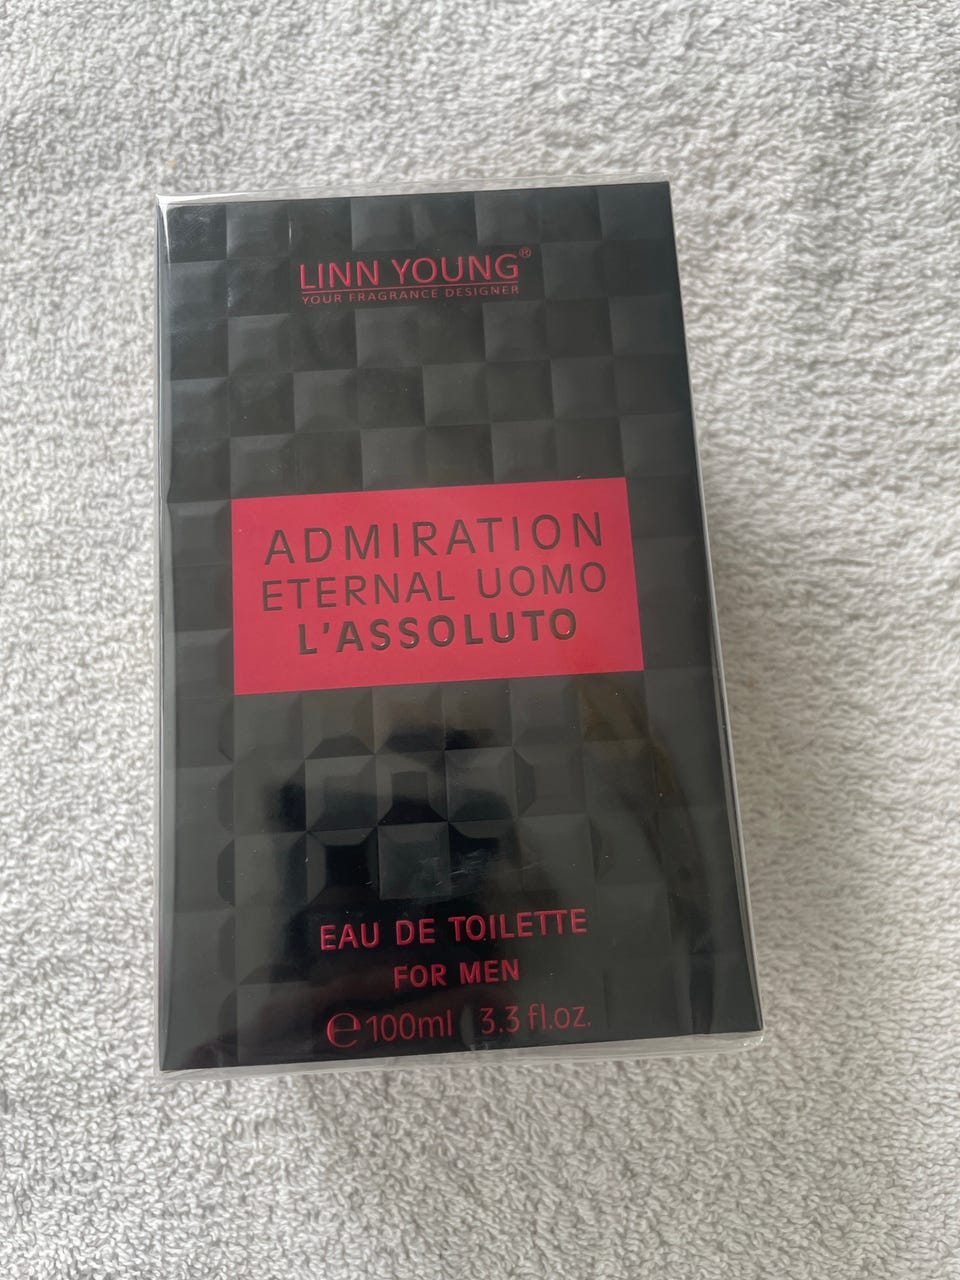 LINN YOUNG®
YOUR FRAGRANCE DESIGNER
ADMIRATION
ETERNAL UOMO
L'ASSOLUTO
EAU DE TOILETTE
FOR MEN
℮100ml 3.3 fl.oz.